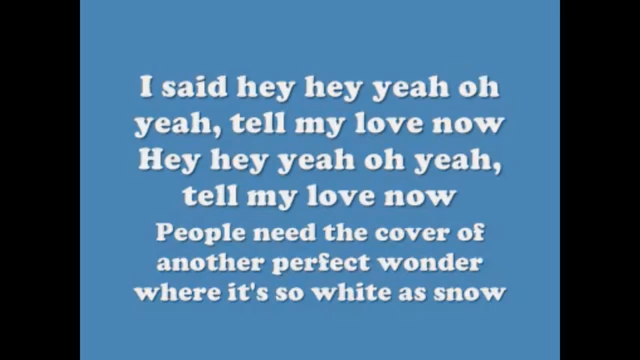 I said hey hey yeah oh
yeah, tell my love now
Hey hey yeah oh yeah,
tell my love now
People need the cover of
another perfect wonder
where it's so white as snow